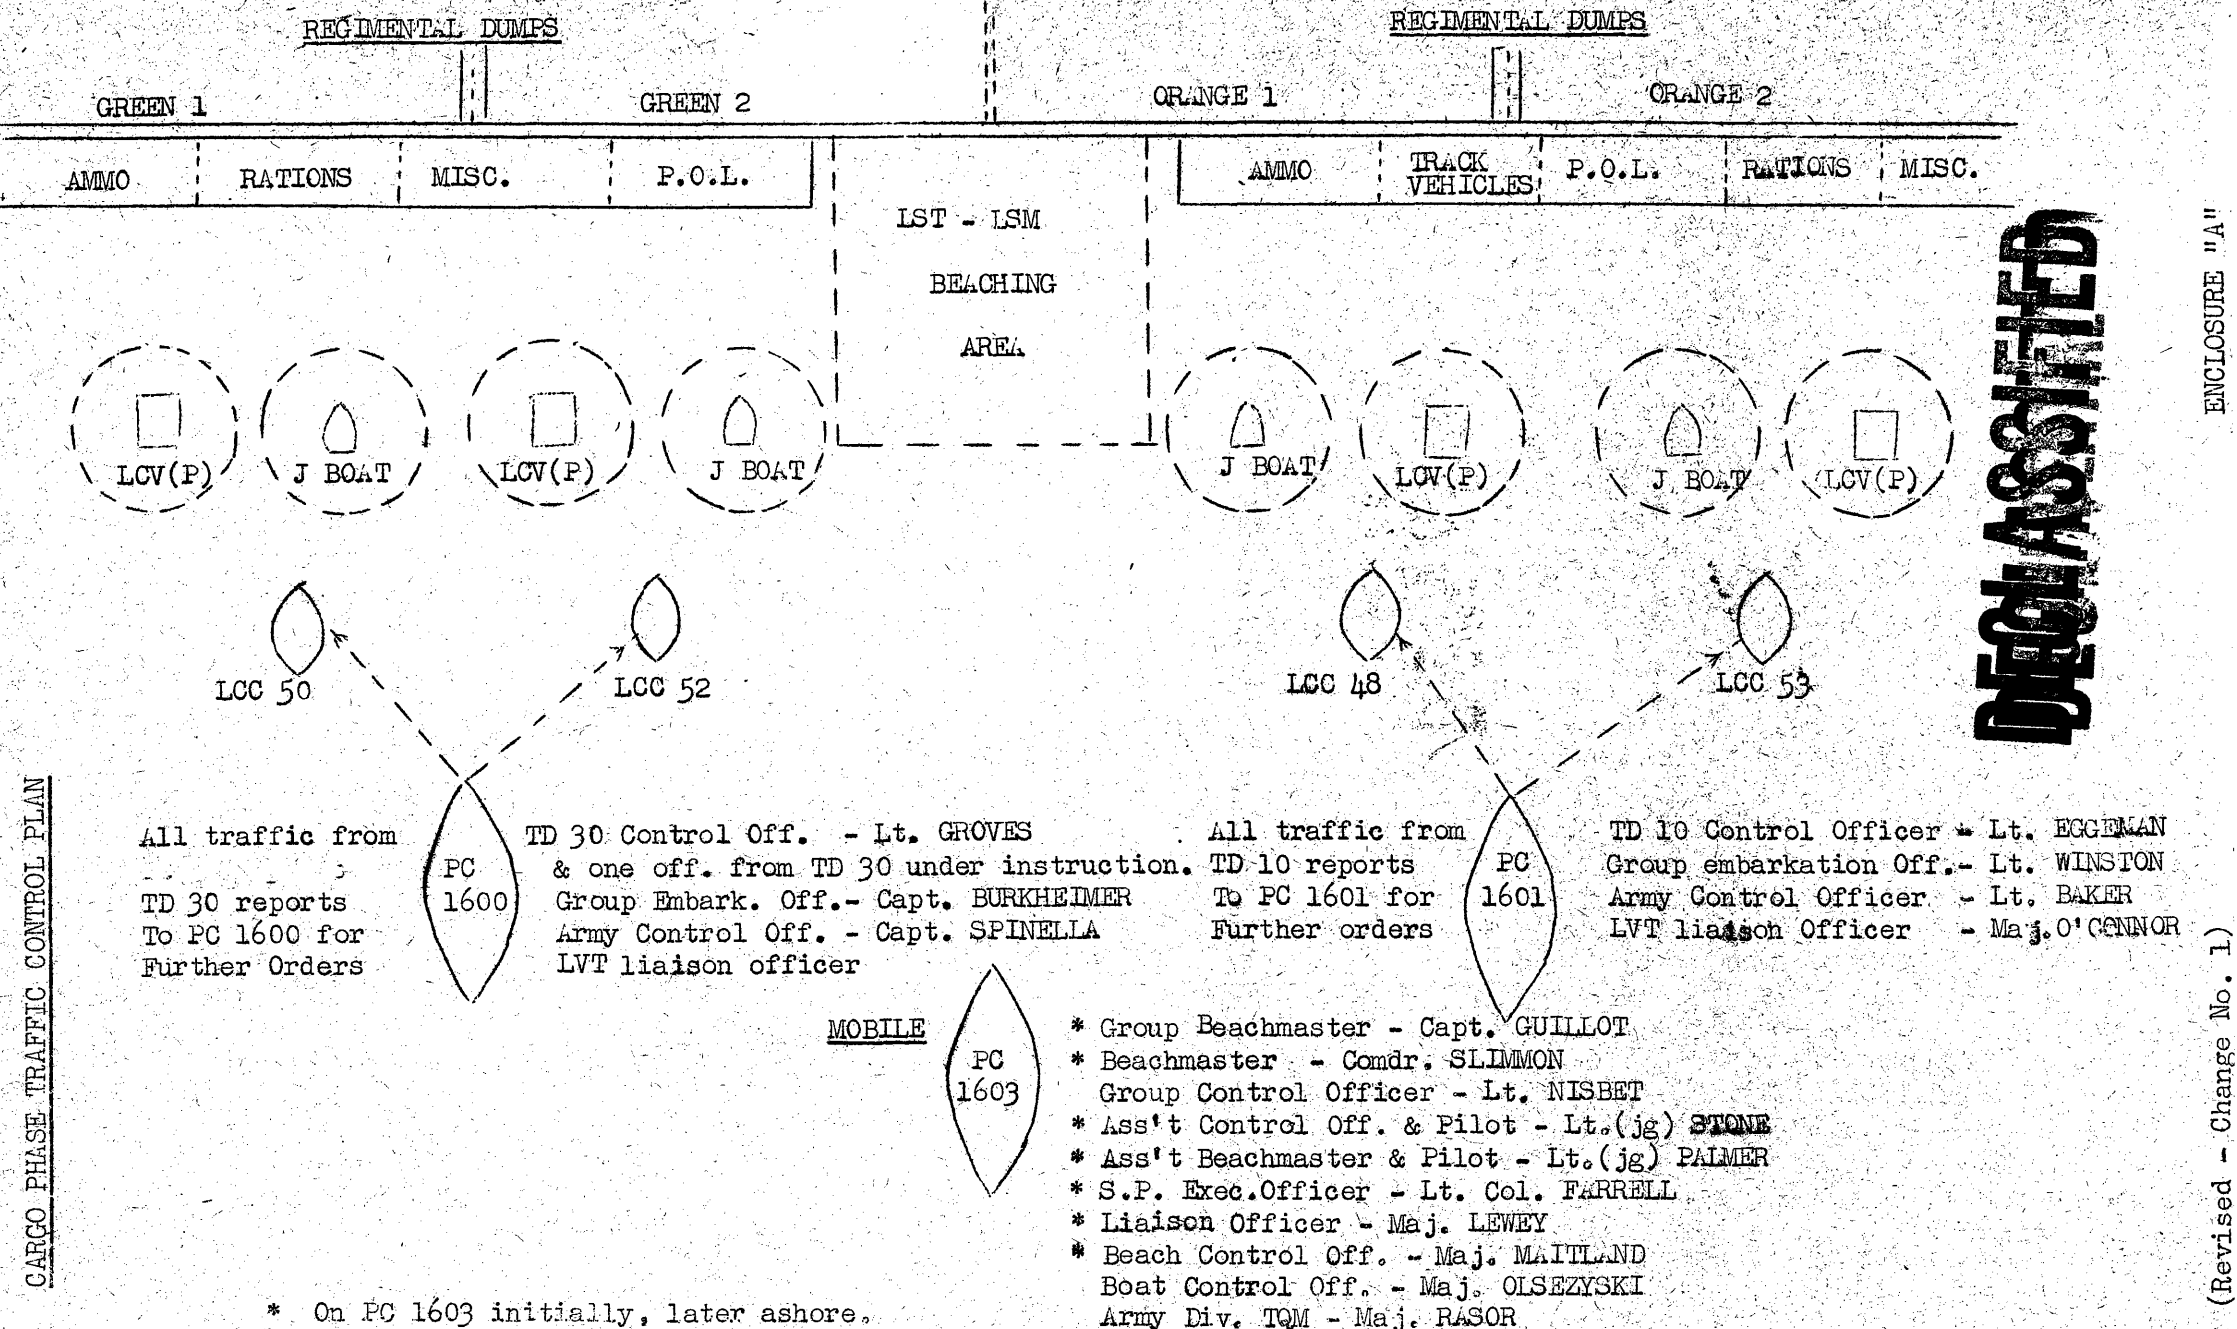 REGIMENTAL DUMPS
REGIMENTAL DUMPS
GREEN 1
GREEN 2
ORANGE 1
ORANGE 2
AMMO
RATIONS
MISC.
P.O.L.
AMMO
TRACK
VEHICLES
P.O.L.
RATIONS
MISC.
LST - LSM
BEACHING
AREA
LCV(P)
J BOAT
LCV(P)
J BOAT
J BOAT
LCV(P)
J BOAT
LCV(P)
LCC 50
LCC 52
LCC 48
LCC 53
All traffic from
TD 30 reports
To PC 1600 for
Further Orders
PC
1600
TD 30 Control Off. - Lt. GROVES
& one off. from TD 30 under instruction.
Group Embark. Off.- Capt. BURKHEIMER
Army Control Off. - Capt. SPINELLA
LVT liaison officer
All traffic from
TD 10 reports
To PC 1601 for
Further orders
PC
1601
TD 10 Control Officer - Lt. EGGEMAN
Group embarkation Off.- Lt. WINSTON
Army Control Officer - Lt. BAKER
LVT liaison Officer - Maj. O'CONNOR
MOBILE
PC
1603
* Group Beachmaster - Capt. GUILLOT
* Beachmaster - Comdr. SLIMMON
Group Control Officer - Lt. NISBET
* Ass't Control Off. & Pilot - Lt.(jg) STONE
* Ass't Beachmaster & Pilot - Lt.(jg) PALMER
* S.P. Exec.Officer - Lt. Col. FARRELL
* Liaison Officer - Maj. LEWEY
* Beach Control Off. - Maj. MAITLAND
Boat Control Off. - Maj. OLSEZYSKI
Army Div. TQM - Maj. RASOR
* On PC 1603 initially, later ashore.
CARGO PHASE TRAFFIC CONTROL PLAN
DECLASSIFIED
ENCLOSURE "A"
(Revised - Change No. 1)